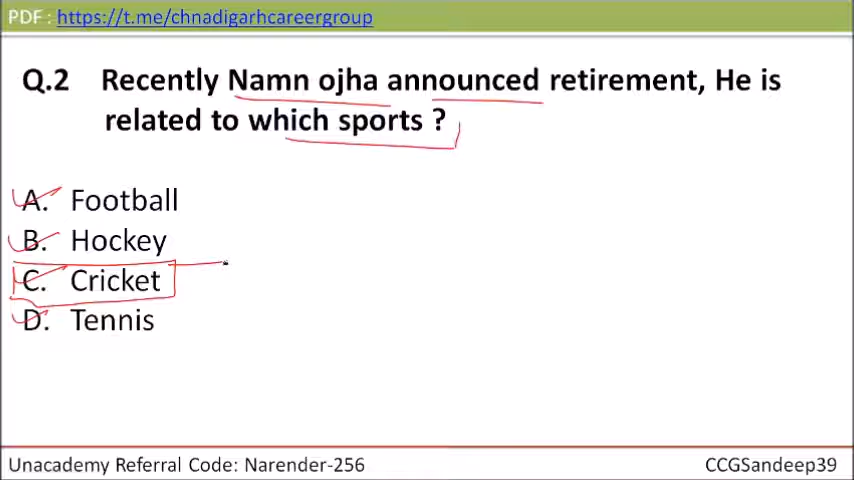 PDF : https://t.me/chnadigarhcareergroup
Q.2 Recently Namn ojha announced retirement, He is
related to which sports ?
A. Football
B. Hockey
C. Cricket
D. Tennis
Unacademy Referral Code: Narender-256
CCGSandeep39